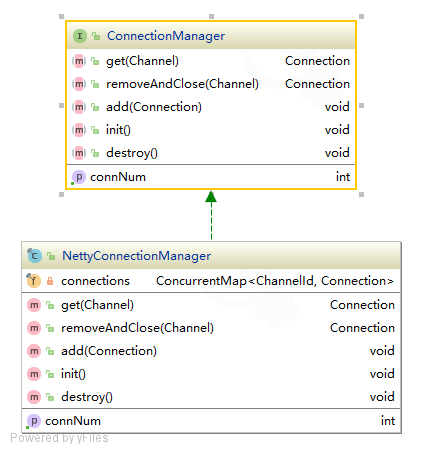 I ConnectionManager
m get(Channel) Connection
m removeAndClose(Channel) Connection
m add(Connection) void
m init() void
m destroy() void
p connNum int
C NettyConnectionManager
f connections ConcurrentMap<ChannelId, Connection>
m get(Channel) Connection
m removeAndClose(Channel) Connection
m add(Connection) void
m init() void
m destroy() void
p connNum int
Powered by yFiles